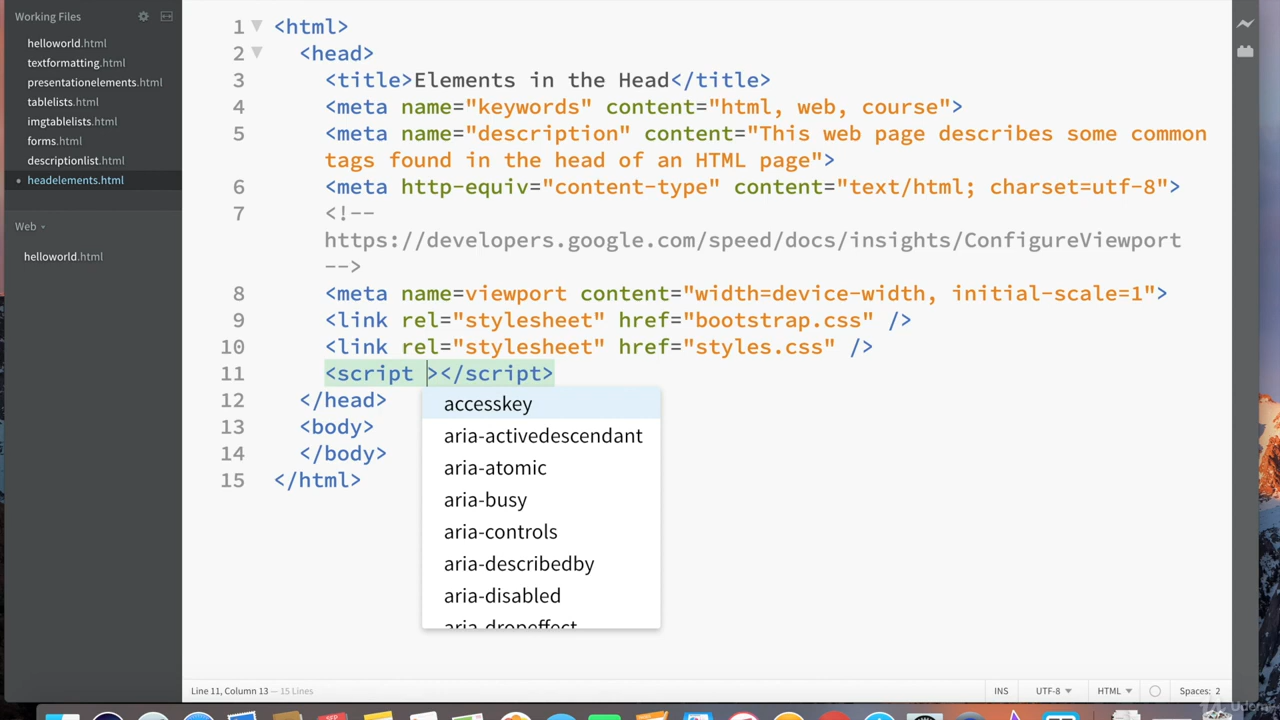 Working Files
helloworld.html
textformatting.html
presentationelements.html
tablelists.html
imgtablelists.html
forms.html
descriptionlist.html
headelements.html
Web
helloworld.html
1 <html>
2 <head>
3 <title>Elements in the Head</title>
4 <meta name="keywords" content="html, web, course">
5 <meta name="description" content="This web page describes some common
tags found in the head of an HTML page">
6 <meta http-equiv="content-type" content="text/html; charset=utf-8">
7 <!--
https://developers.google.com/speed/docs/insights/ConfigureViewport
-->
8 <meta name=viewport content="width=device-width, initial-scale=1">
9 <link rel="stylesheet" href="bootstrap.css" />
10 <link rel="stylesheet" href="styles.css" />
11 <script ></script>
12 </head>
13 <body>
14 </body>
15 </html>
accesskey
aria-activedescendant
aria-atomic
aria-busy
aria-controls
aria-describedby
aria-disabled
aria-dropeffect
Line 11, Column 13 — 15 Lines
INS UTF-8 HTML Spaces: 2
Udemy